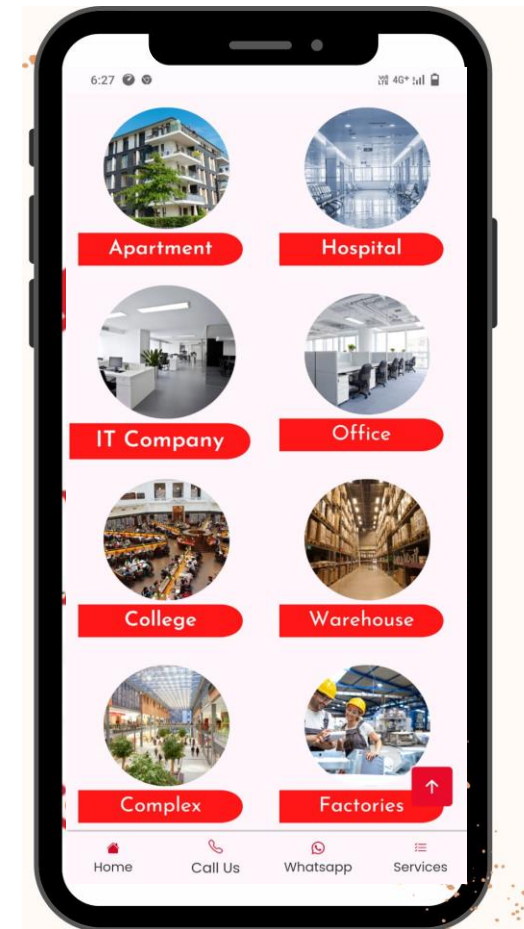 6:27
4G+
Apartment
Hospital
IT Company
Office
College
Warehouse
Complex
Factories
Home
Call Us
Whatsapp
Services